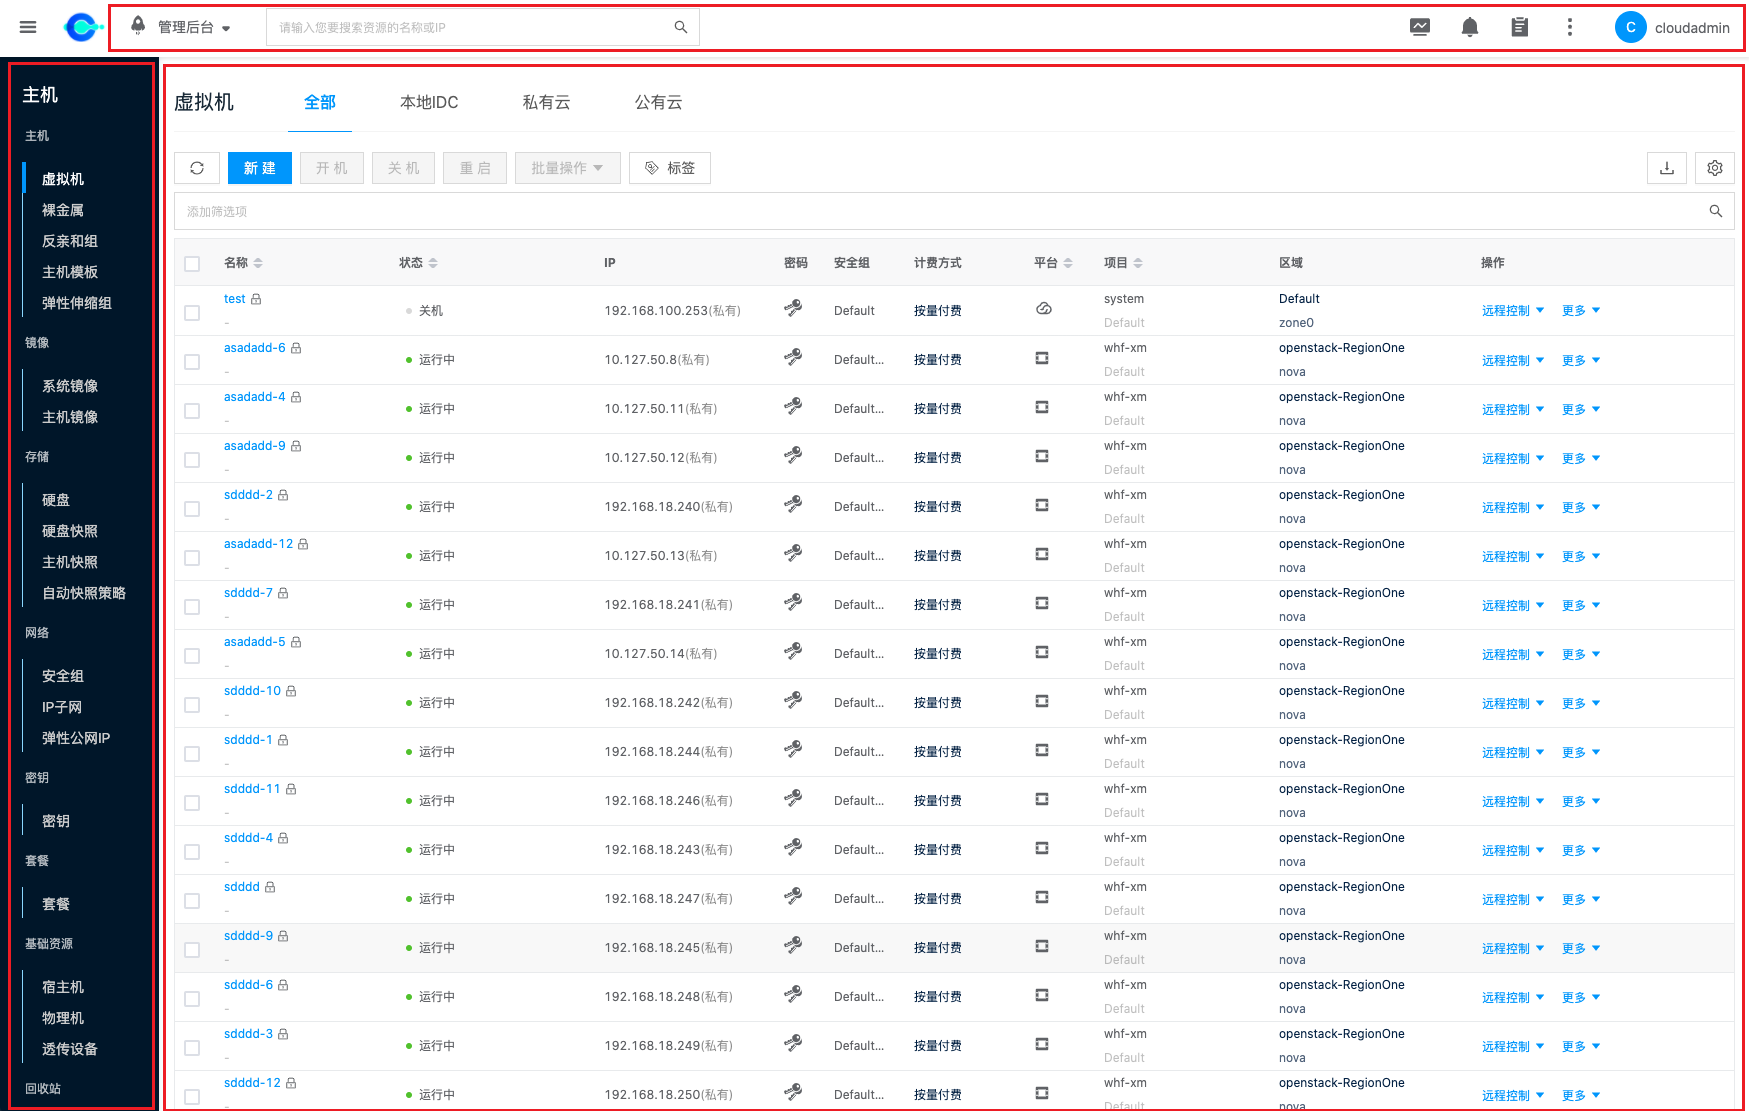 管理后台
请输入您要搜索资源的名称或IP
C
cloudadmin
主机
主机
虚拟机
裸金属
反亲和组
主机模板
弹性伸缩组
镜像
系统镜像
主机镜像
存储
硬盘
硬盘快照
主机快照
自动快照策略
网络
安全组
IP子网
弹性公网IP
密钥
密钥
套餐
套餐
基础资源
宿主机
物理机
透传设备
回收站
虚拟机 全部 本地IDC 私有云 公有云
新建 开机 关机 重启 批量操作 标签
添加筛选项
名称 状态 IP 密码 安全组 计费方式 平台 项目 区域 操作
test 关机 192.168.100.253(私有) Default 按量付费 system Default 远程控制 更多
- Default zone0
asadadd-6 运行中 10.127.50.8(私有) Default... 按量付费 whf-xm openstack-RegionOne 远程控制 更多
- Default nova
asadadd-4 运行中 10.127.50.11(私有) Default... 按量付费 whf-xm openstack-RegionOne 远程控制 更多
- Default nova
asadadd-9 运行中 10.127.50.12(私有) Default... 按量付费 whf-xm openstack-RegionOne 远程控制 更多
- Default nova
sdddd-2 运行中 192.168.18.240(私有) Default... 按量付费 whf-xm openstack-RegionOne 远程控制 更多
- Default nova
asadadd-12 运行中 10.127.50.13(私有) Default... 按量付费 whf-xm openstack-RegionOne 远程控制 更多
- Default nova
sdddd-7 运行中 192.168.18.241(私有) Default... 按量付费 whf-xm openstack-RegionOne 远程控制 更多
- Default nova
asadadd-5 运行中 10.127.50.14(私有) Default... 按量付费 whf-xm openstack-RegionOne 远程控制 更多
- Default nova
sdddd-10 运行中 192.168.18.242(私有) Default... 按量付费 whf-xm openstack-RegionOne 远程控制 更多
- Default nova
sdddd-1 运行中 192.168.18.244(私有) Default... 按量付费 whf-xm openstack-RegionOne 远程控制 更多
- Default nova
sdddd-11 运行中 192.168.18.246(私有) Default... 按量付费 whf-xm openstack-RegionOne 远程控制 更多
- Default nova
sdddd-4 运行中 192.168.18.243(私有) Default... 按量付费 whf-xm openstack-RegionOne 远程控制 更多
- Default nova
sdddd 运行中 192.168.18.247(私有) Default... 按量付费 whf-xm openstack-RegionOne 远程控制 更多
- Default nova
sdddd-9 运行中 192.168.18.245(私有) Default... 按量付费 whf-xm openstack-RegionOne 远程控制 更多
- Default nova
sdddd-6 运行中 192.168.18.248(私有) Default... 按量付费 whf-xm openstack-RegionOne 远程控制 更多
- Default nova
sdddd-3 运行中 192.168.18.249(私有) Default... 按量付费 whf-xm openstack-RegionOne 远程控制 更多
- Default nova
sdddd-12 运行中 192.168.18.250(私有) Default... 按量付费 whf-xm openstack-RegionOne 远程控制 更多
- Default nova